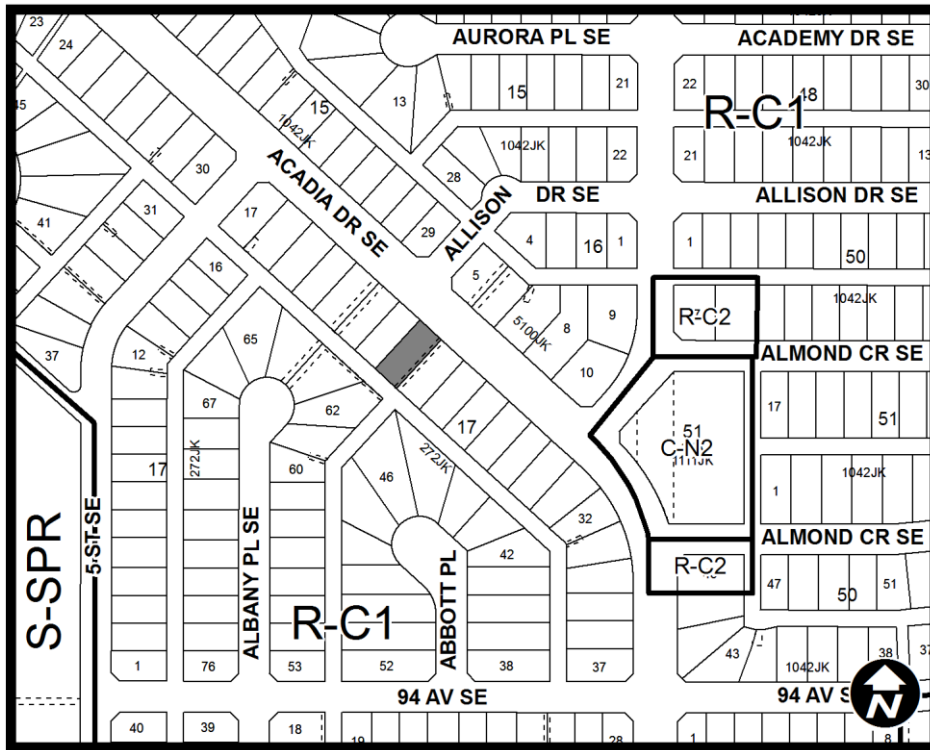 23
AURORA PL SE
ACADEMY DR SE
24
13
15
21
22
48
30
15
1042JK
R-C1
45
1042JK
1042JK
30
28
22
21
13
ACADIA DR SE
ALLISON
DR SE
ALLISON DR SE
31
17
41
29
4
16
1
1
50
16
5
R-C2
1042JK
5100JK
8
9
37
12
65
10
ALMOND CR SE
67
62
17
17
51
51
C-N2
1111JK
17
272JK
60
46
272JK
1042JK
1
32
S-SPR
5 ST SE
ALBANY PL SE
ABBOTT PL
42
ALMOND CR SE
R-C2
47
50
51
R-C1
43
1042JK
38
37
1
76
53
52
38
37
94 AV SE
94 AV S
N
40
39
18
19
28
1
8